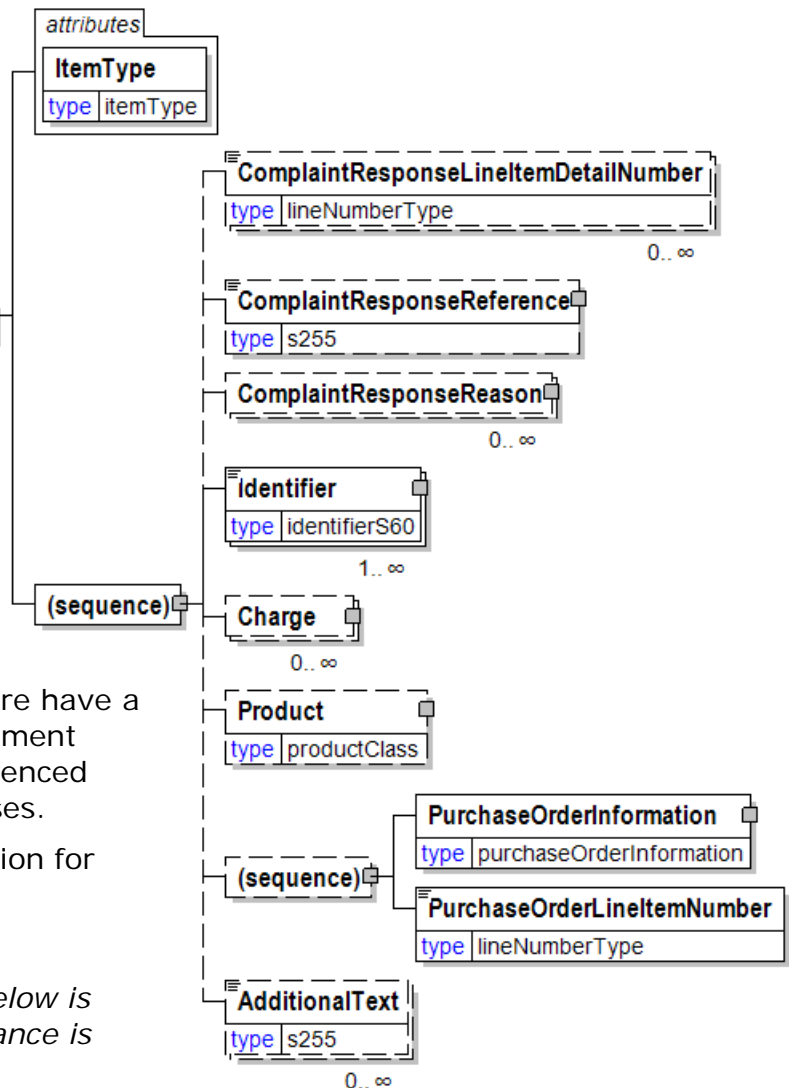 attributes
ItemType
type itemType
ComplaintResponseLineItemDetailNumber
type lineNumberType
0.. ∞
ComplaintResponseReference
type s255
ComplaintResponseReason
0.. ∞
Identifier
type identifierS60
1.. ∞
(sequence)
Charge
0.. ∞
Product
type productClass
(sequence)
PurchaseOrderInformation
type purchaseOrderInformation
PurchaseOrderLineItemNumber
type lineNumberType
AdditionalText
type s255
0.. ∞
re have a
ment
enced
ses.
ion for
elow is
ance is